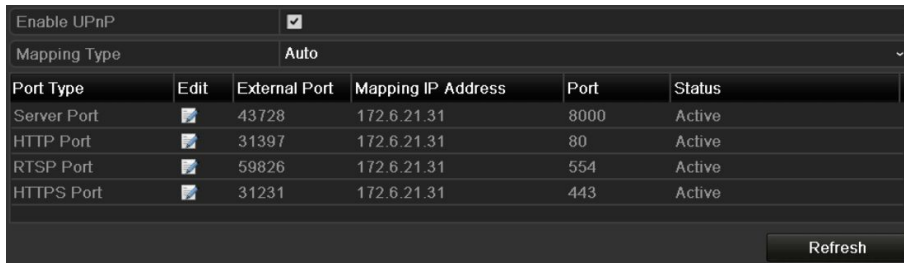 Enable UPnP
Mapping Type Auto
Port Type Edit External Port Mapping IP Address Port Status
Server Port 43728 172.6.21.31 8000 Active
HTTP Port 31397 172.6.21.31 80 Active
RTSP Port 59826 172.6.21.31 554 Active
HTTPS Port 31231 172.6.21.31 443 Active
Refresh